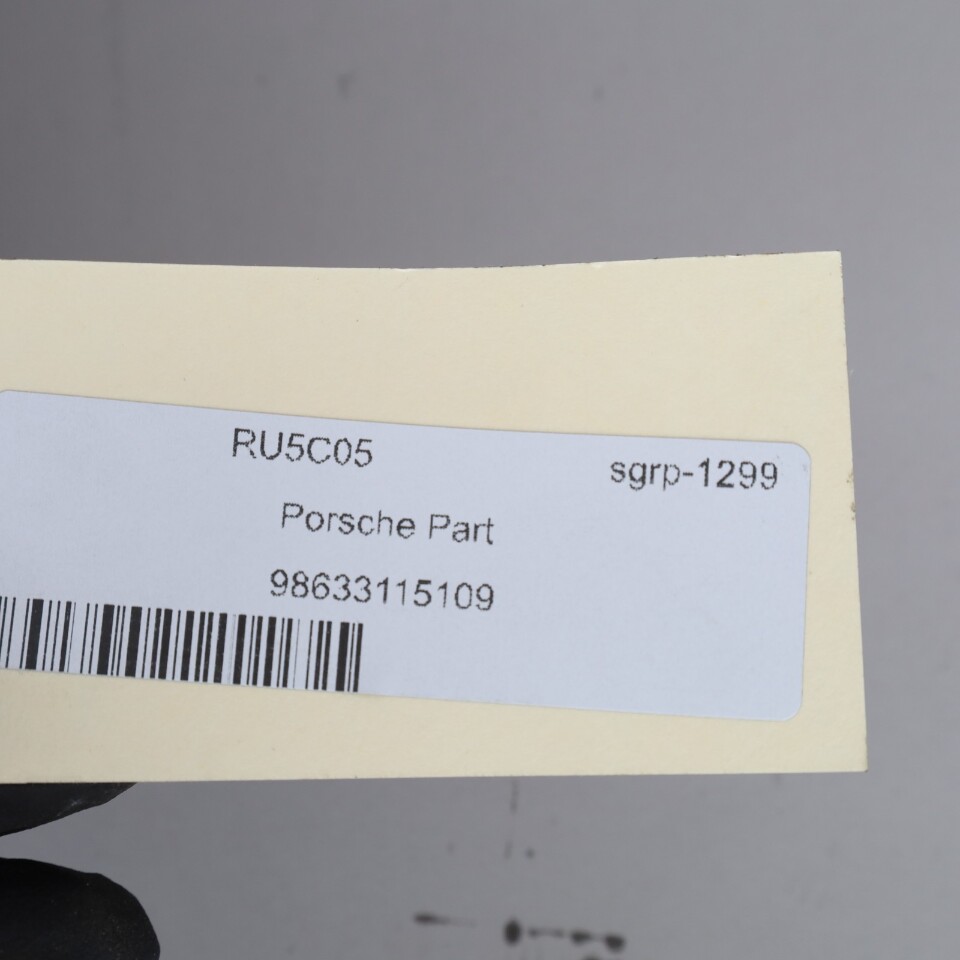 RU5C05
sgrp-1299
Porsche Part
98633115109